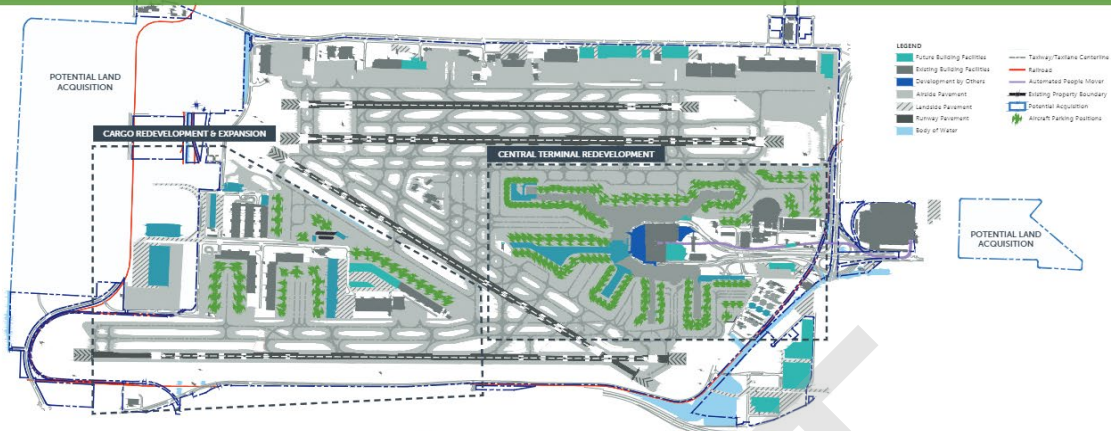 POTENTIAL LAND
ACQUISITION
CARGO REDEVELOPMENT & EXPANSION
CENTRAL TERMINAL REDEVELOPMENT
LEGEND
Future Building Facilities
Existing Building Facilities
Development by Others
Airside Pavement
Landside Pavement
Runway Pavement
Body of Water
Taxiway/Taxilane Centerline
Railroad
Automated People Mover
Existing Property Boundary
Potential Acquisition
Aircraft Parking Positions
POTENTIAL LAND
ACQUISITION